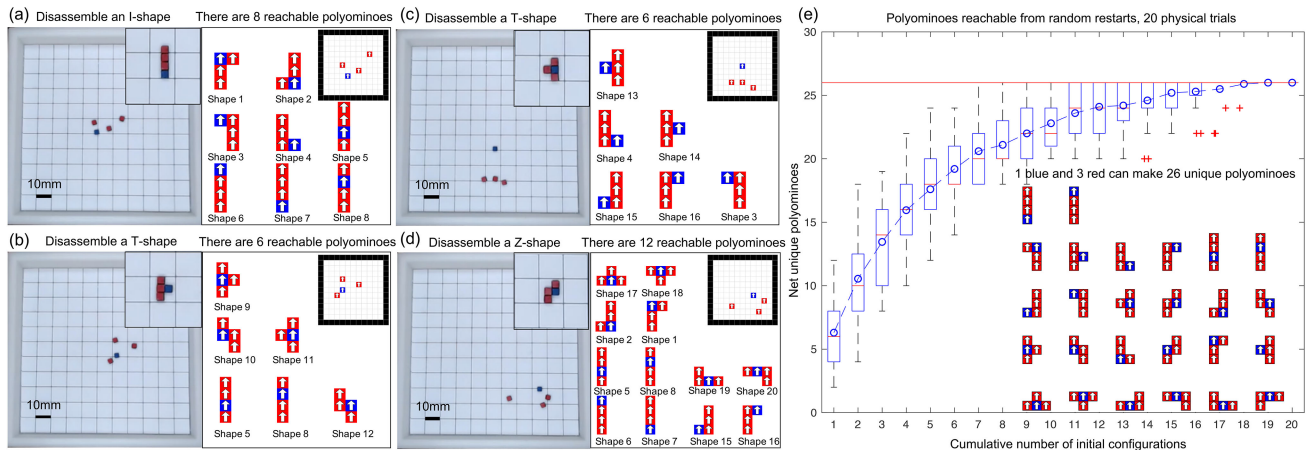 (a) Disassemble an I-shape There are 8 reachable polyominoes
Shape 1 Shape 2
Shape 3 Shape 4 Shape 5
Shape 6 Shape 7 Shape 8
10mm
(b) Disassemble a T-shape There are 6 reachable polyominoes
Shape 9
Shape 10 Shape 11
Shape 5 Shape 8 Shape 12
10mm
(c) Disassemble a T-shape There are 6 reachable polyominoes
Shape 13
Shape 4 Shape 14
Shape 15 Shape 16 Shape 3
10mm
(d) Disassemble a Z-shape There are 12 reachable polyominoes
Shape 17 Shape 18
Shape 2 Shape 1
Shape 5 Shape 8 Shape 19 Shape 20
Shape 6 Shape 7 Shape 15 Shape 16
10mm
(e) Polyominoes reachable from random restarts, 20 physical trials
30
25
20
15
10
5
0
Net unique polyominoes
1 blue and 3 red can make 26 unique polyominoes
1 2 3 4 5 6 7 8 9 10 11 12 13 14 15 16 17 18 19 20
Cumulative number of initial configurations